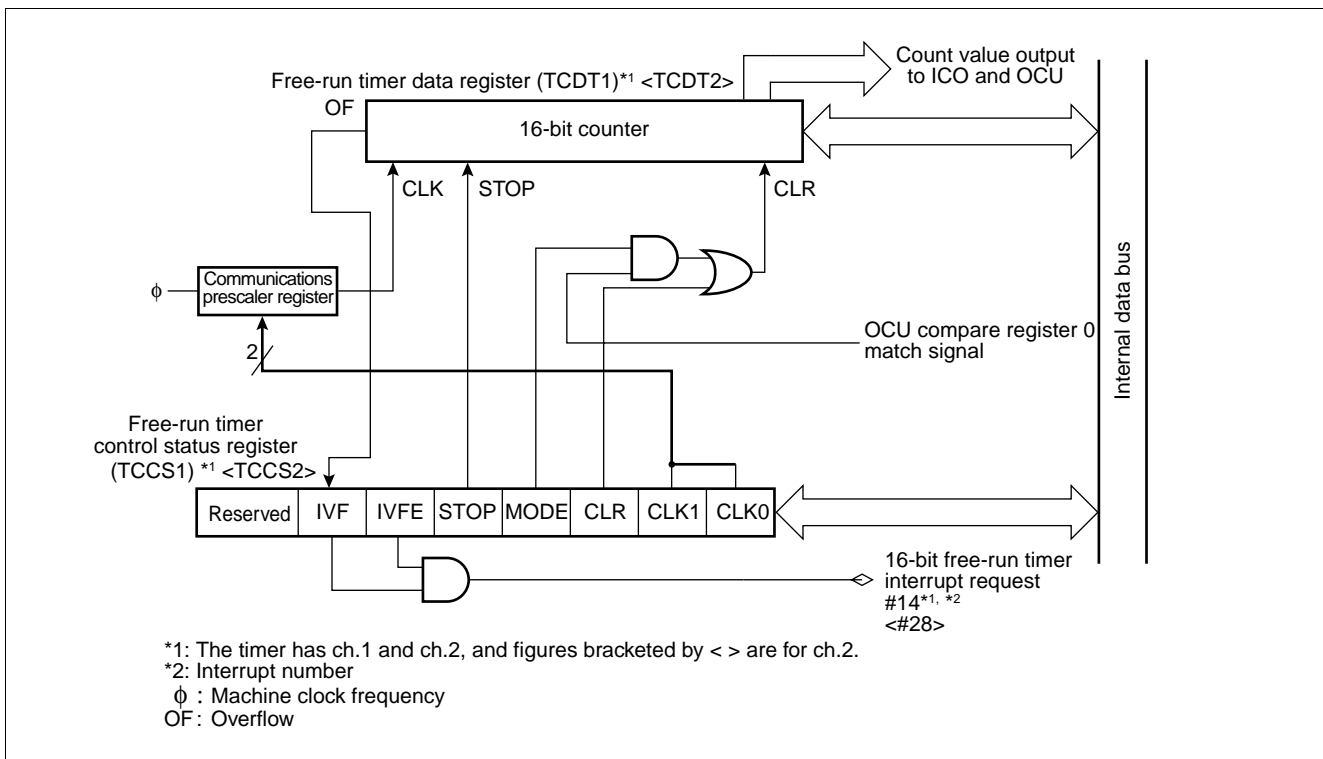 Count value output
to ICO and OCU
Free-run timer data register (TCDT1)*1 <TCDT2>
OF
16-bit counter
CLK
STOP
CLR
Internal data bus
Communications
prescaler register
ϕ
OCU compare register 0
match signal
2
Free-run timer
control status register
(TCCS1) *1 <TCCS2>
Reserved IVF IVFE STOP MODE CLR CLK1 CLK0
16-bit free-run timer
interrupt request
#14*1, *2
<#28>
*1: The timer has ch.1 and ch.2, and figures bracketed by < > are for ch.2.
*2: Interrupt number
ϕ : Machine clock frequency
OF : Overflow